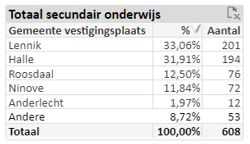 Totaal secundair onderwijs
Gemeente vestigingsplaats % Aantal
Lennik 33,06% 201
Halle 31,91% 194
Roosdaal 12,50% 76
Ninove 11,84% 72
Anderlecht 1,97% 12
Andere 8,72% 53
Totaal 100,00% 608